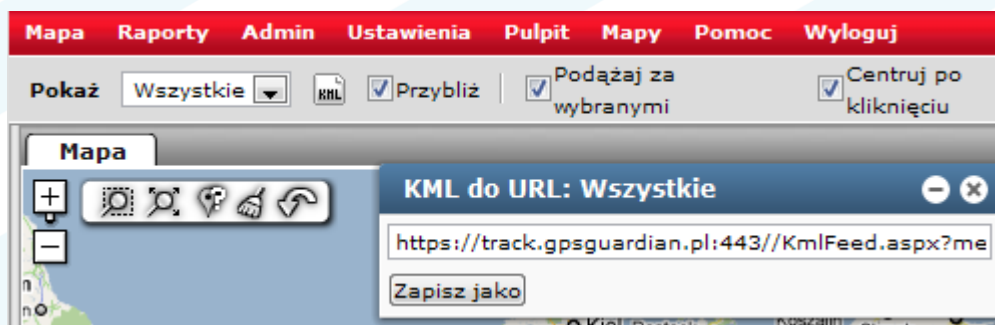 Mapa Raporty Admin Ustawienia Pulpit Mapy Pomoc Wyloguj
Pokaż Wszystkie KML Przybliż Podążaj za wybranymi Centruj po kliknięciu
Mapa
KML do URL: Wszystkie
https://track.gpsguardian.pl:443//KmlFeed.aspx?me
Zapisz jako
Kiel